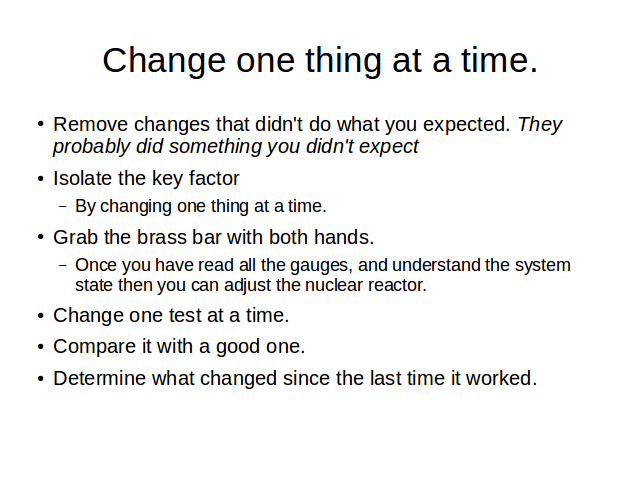 Change one thing at a time.
• Remove changes that didn't do what you expected. They
probably did something you didn't expect
• Isolate the key factor
– By changing one thing at a time.
• Grab the brass bar with both hands.
– Once you have read all the gauges, and understand the system
state then you can adjust the nuclear reactor.
• Change one test at a time.
• Compare it with a good one.
• Determine what changed since the last time it worked.